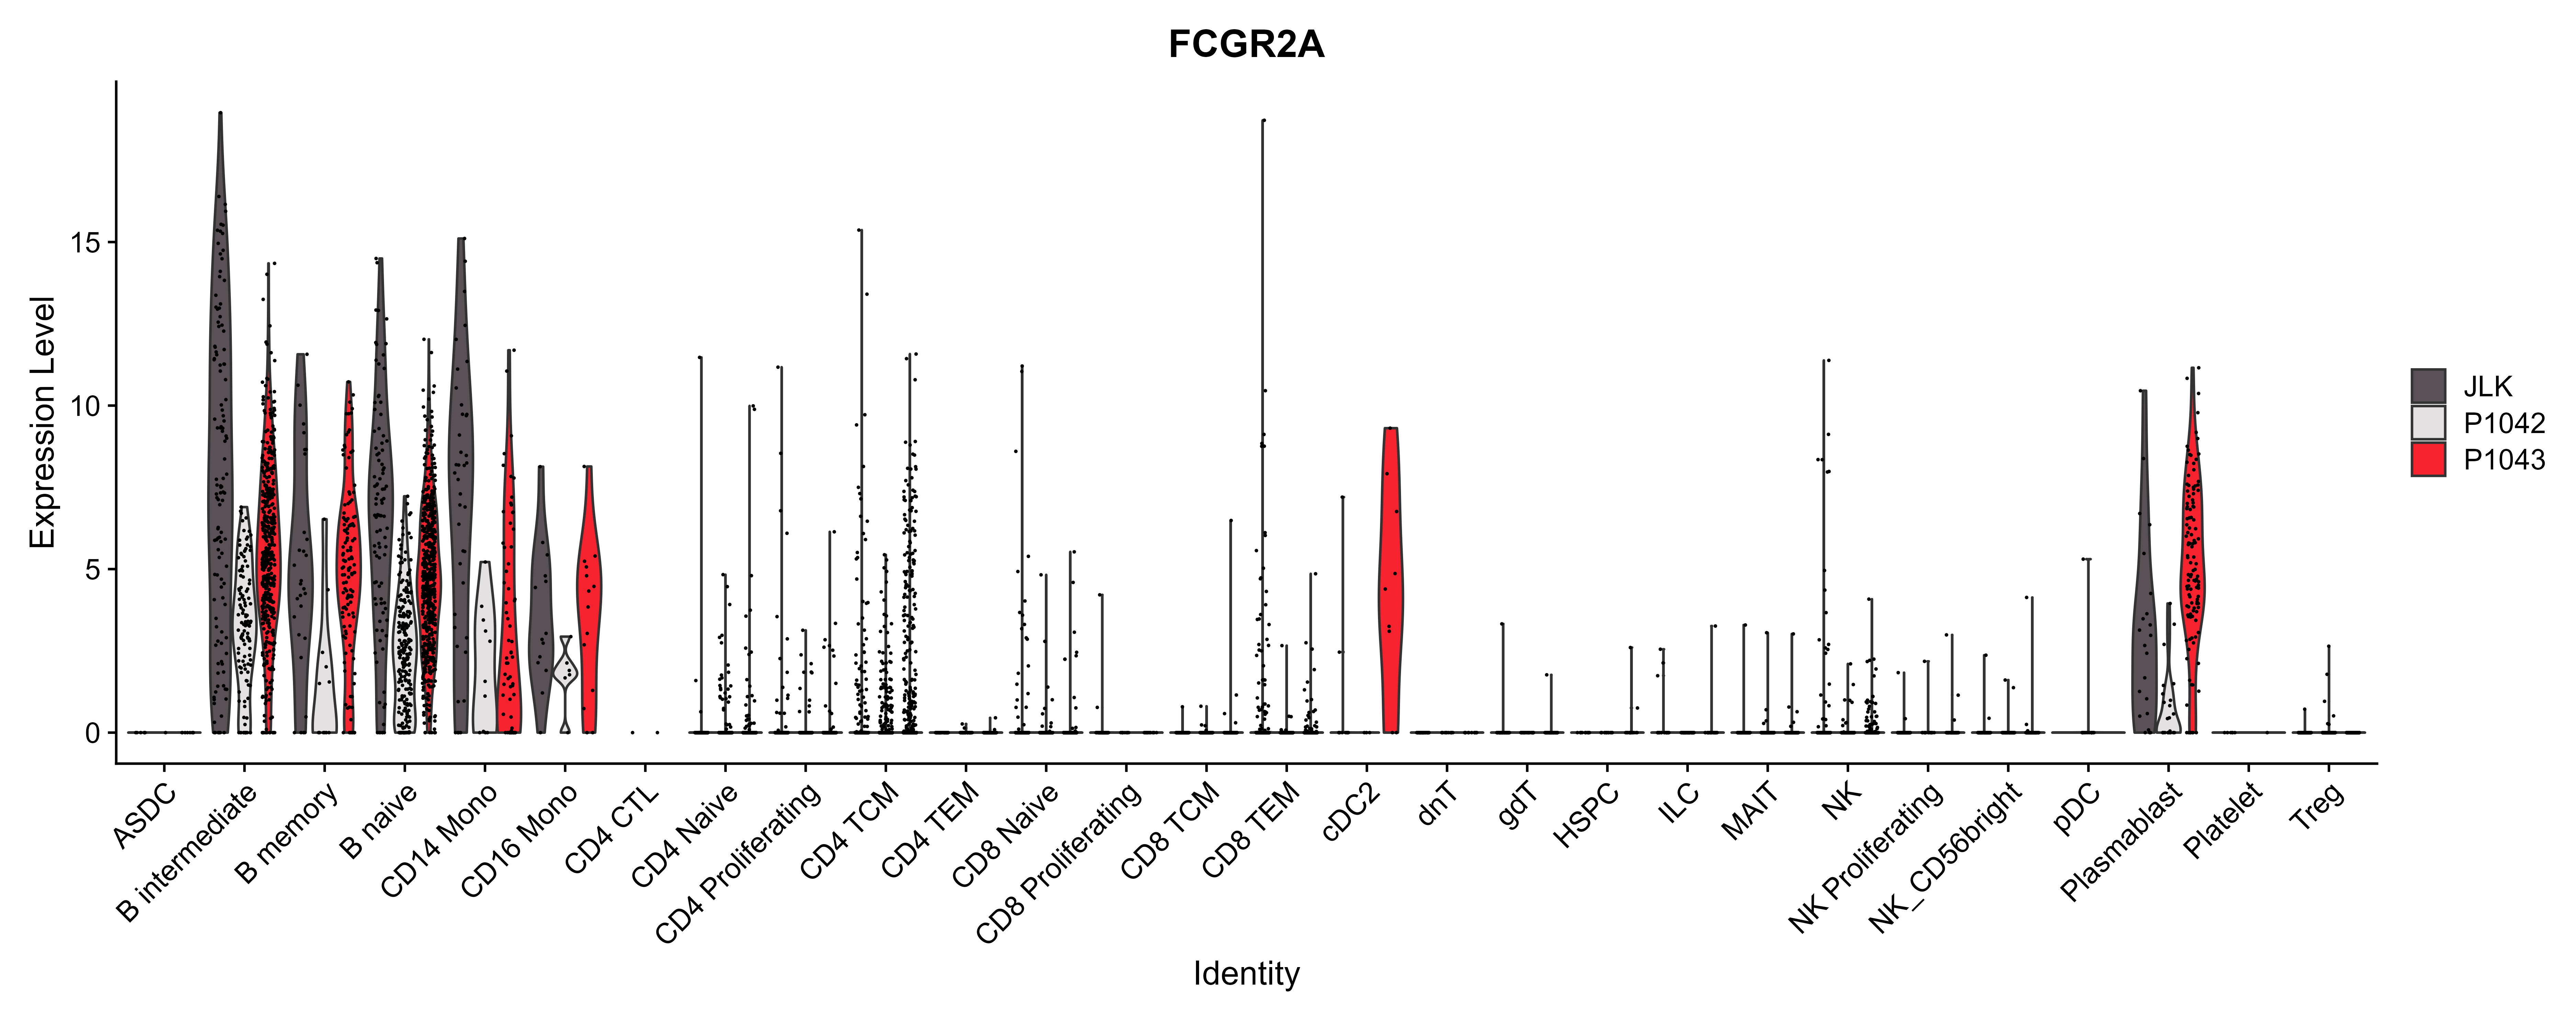 FCGR2A
Expression Level
15
10
5
0
ASDC
B intermediate
B memory
B naive
CD14 Mono
CD16 Mono
CD4 CTL
CD4 Naive
CD4 Proliferating
CD4 TCM
CD4 TEM
CD8 Naive
CD8 Proliferating
CD8 TCM
CD8 TEM
cDC2
dnT
gdT
HSPC
ILC
MAIT
NK
NK Proliferating
NK_CD56bright
pDC
Plasmablast
Platelet
Treg
Identity
JLK
P1042
P1043